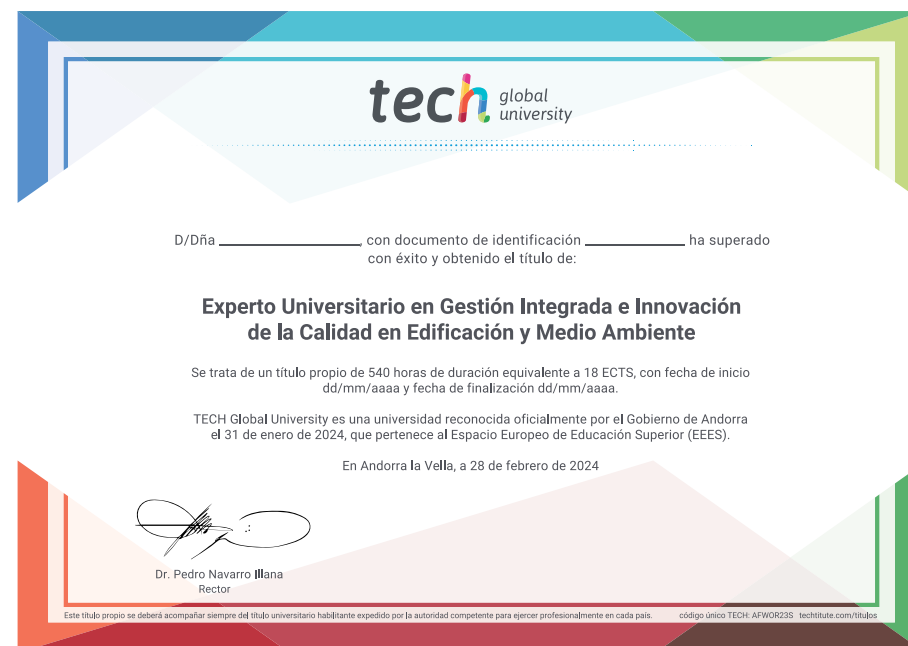 tech global university
D/Dña ______________, con documento de identificación __________ ha superado
con éxito y obtenido el título de:
Experto Universitario en Gestión Integrada e Innovación
de la Calidad en Edificación y Medio Ambiente
Se trata de un título propio de 540 horas de duración equivalente a 18 ECTS, con fecha de inicio
dd/mm/aaaa y fecha de finalización dd/mm/aaaa.
TECH Global University es una universidad reconocida oficialmente por el Gobierno de Andorra
el 31 de enero de 2024, que pertenece al Espacio Europeo de Educación Superior (EEES).
En Andorra la Vella, a 28 de febrero de 2024
Dr. Pedro Navarro Illana
Rector
Este título propio se deberá acompañar siempre del título universitario habilitante expedido por la autoridad competente para ejercer profesionalmente en cada país. código único TECH: AFWOR23S techtitute.com/titulos